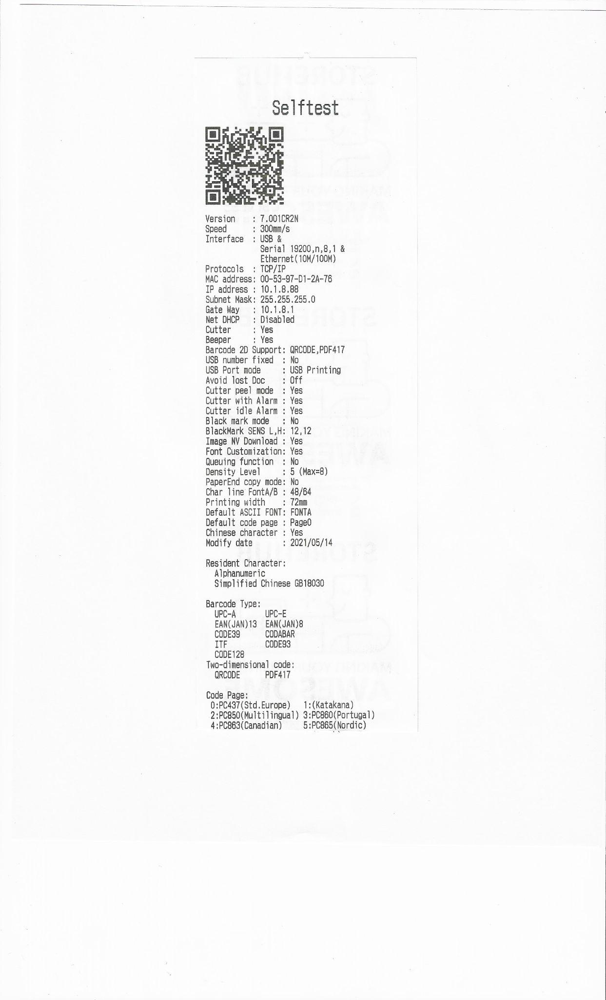 Selftest
Version    : 7.001CR2N
Speed      : 300mm/s
Interface  : USB &
Serial 19200,n,8,1 &
Ethernet(10M/100M)
Protocols  : TCP/IP
MAC address: 00-53-97-D1-2A-76
IP address : 10.1.8.88
Subnet Mask: 255.255.255.0
Gate Way   : 10.1.8.1
Net DHCP   : Disabled
Cutter     : Yes
Beeper     : Yes
Barcode 2D Support: QRCODE,PDF417
USB number fixed  : No
USB Port mode     : USB Printing
Avoid lost Doc    : Off
Cutter peel mode  : Yes
Cutter with Alarm : Yes
Cutter idle Alarm : Yes
Black mark mode   : No
BlackMark SENS L,H: 12,12
Image NV Download : Yes
Font Customization: Yes
Queuing function  : No
Density Level     : 5 (Max=8)
PaperEnd copy mode: No
Char line FontA/B : 48/64
Printing width    : 72mm
Default ASCII FONT: FONTA
Default code page : Page0
Chinese character : Yes
Modify date       : 2021/05/14
Resident Character:
Alphanumeric
Simplified Chinese GB18030
Barcode Type:
UPC-A       UPC-E
EAN(JAN)13  EAN(JAN)8
CODE39      CODABAR
ITF         CODE93
CODE128
Two-dimensional code:
QRCODE      PDF417
Code Page:
0:PC437(Std.Europe)   1:(Katakana)
2:PC850(Multilingual) 3:PC860(Portugal)
4:PC863(Canadian)     5:PC865(Nordic)